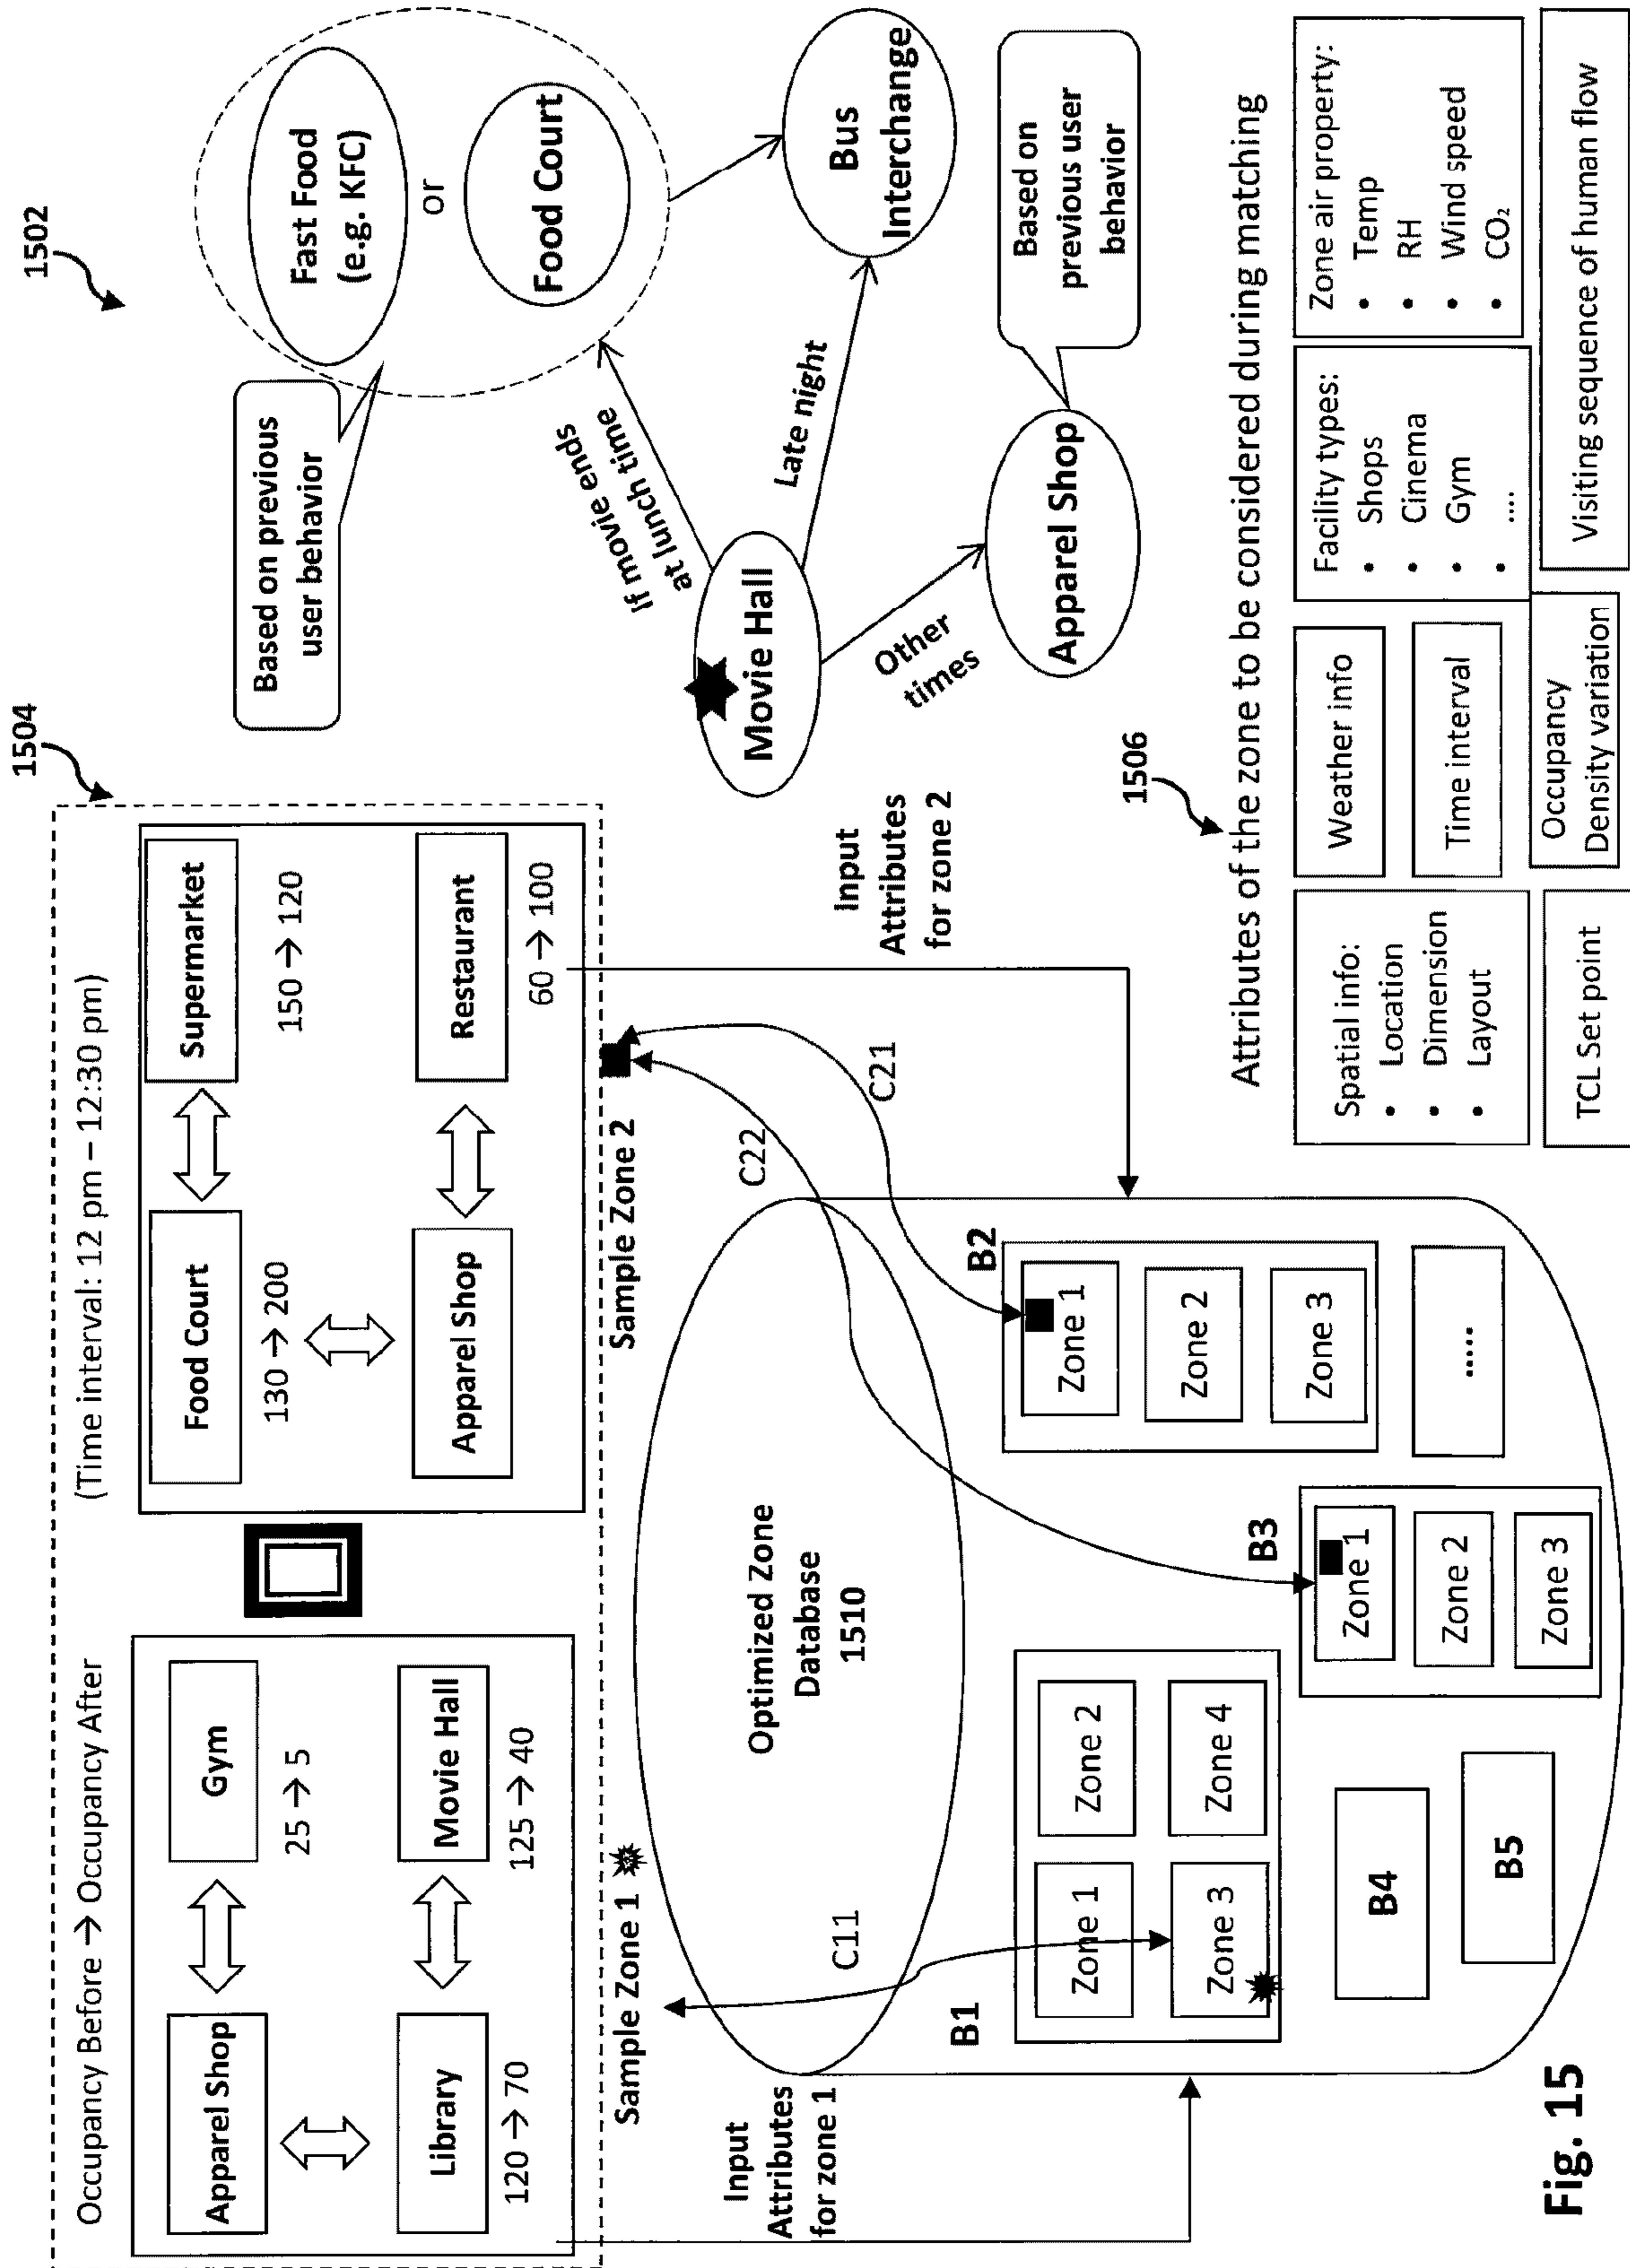 1504
1502
Occupancy Before → Occupancy After
(Time interval: 12 pm – 12:30 pm)
Apparel Shop
Gym
25 → 5
Library
120 → 70
Movie Hall
125 → 40
Food Court
130 → 200
Supermarket
150 → 120
Apparel Shop
Restaurant
60 → 100
Sample Zone 1
Sample Zone 2
Input
Attributes
for zone 1
Input
Attributes
for zone 2
C11
C22
C21
Optimized Zone
Database
1510
B1
Zone 1
Zone 2
Zone 3
Zone 4
B2
Zone 1
Zone 2
Zone 3
B3
Zone 1
Zone 2
Zone 3
.....
B4
B5
Based on previous
user behavior
Fast Food
(e.g. KFC)
or
Food Court
If movie ends
at lunch time
Movie Hall
Late night
Bus
Interchange
Other
times
Apparel Shop
Based on
previous user
behavior
1506
Attributes of the zone to be considered during matching
Spatial info:
• Location
• Dimension
• Layout
Weather info
Time interval
Facility types:
• Shops
• Cinema
• Gym
• ....
Zone air property:
• Temp
• RH
• Wind speed
• CO₂
TCL Set point
Occupancy
Density variation
Visiting sequence of human flow
Fig. 15